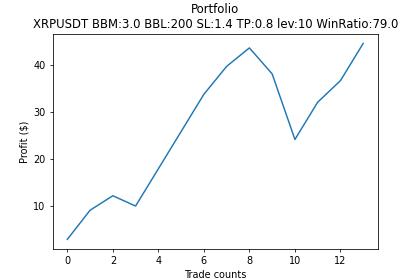 Portfolio
XRPUSDT BBM:3.0 BBL:200 SL:1.4 TP:0.8 lev:10 WinRatio:79.0
40
30
20
10
Profit ($)
0 2 4 6 8 10 12
Trade counts